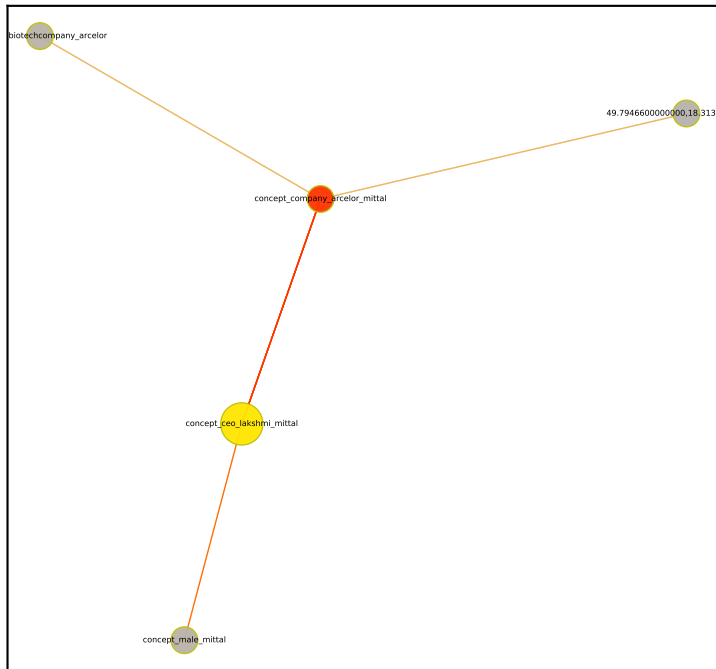 biotechcompany_arcelor
49.7946600000000,18.313
concept_company_arcelor_mittal
concept_ceo_lakshmi_mittal
concept_male_mittal